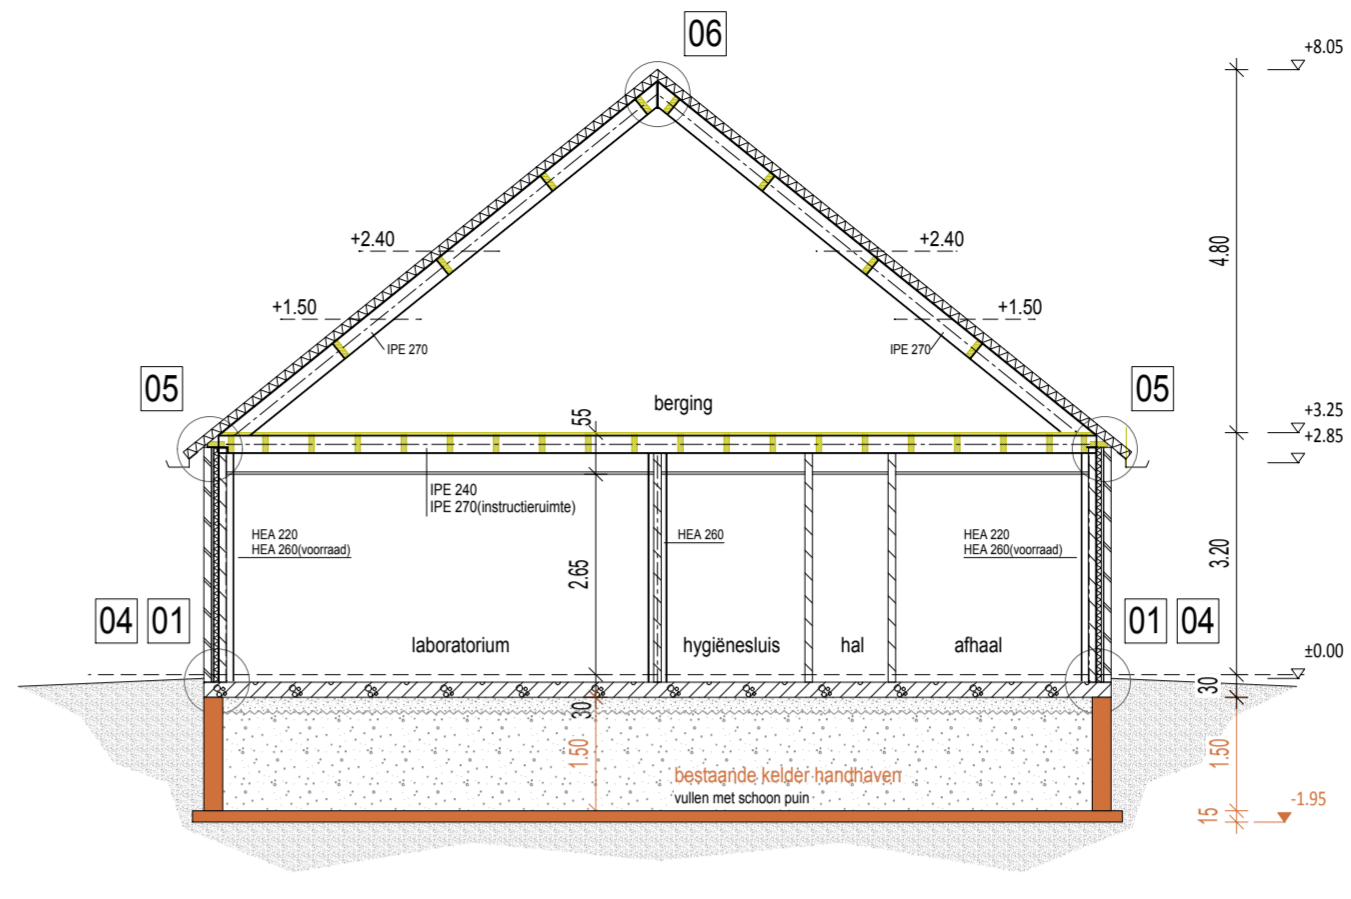 06
+8.05
+2.40
+2.40
4.80
+1.50
+1.50
IPE 270
IPE 270
05
05
berging
55
+3.25
+2.85
IPE 240
IPE 270(instructieruimte)
HEA 220
HEA 260(voorraad)
HEA 260
HEA 220
HEA 260(voorraad)
2.65
3.20
04
01
01
04
laboratorium
hygiënesluis
hal
afhaal
±0.00
30
30
1.50
1.50
bestaande kelder handhaven
vullen met schoon puin
15
-1.95